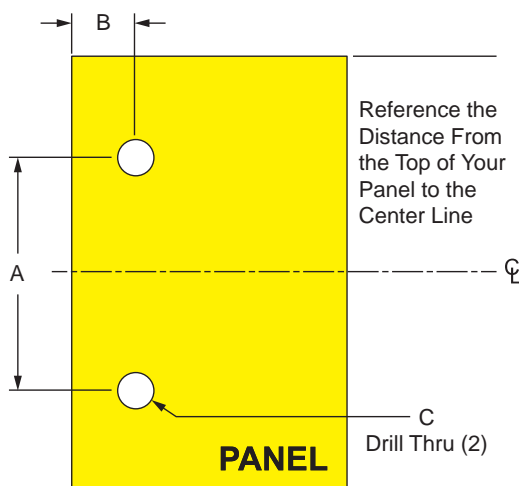 B
Reference the
Distance From
the Top of Your
Panel to the
Center Line
A
℄
C
Drill Thru (2)
PANEL